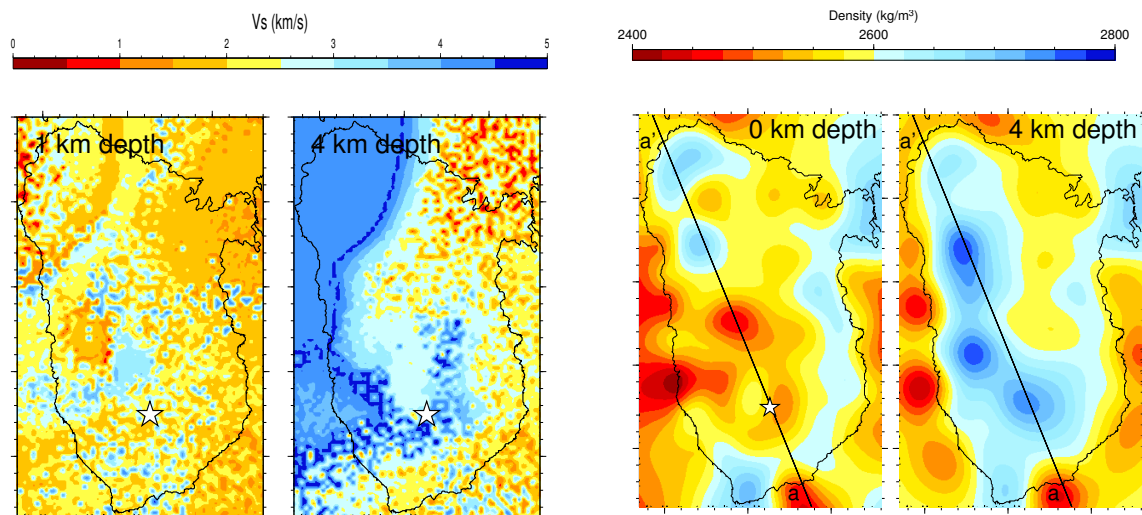 Vs (km/s)
0 1 2 3 4 5
1 km depth
4 km depth
Density (kg/m³)
2400 2600 2800
a' 0 km depth
a
a' 4 km depth
a